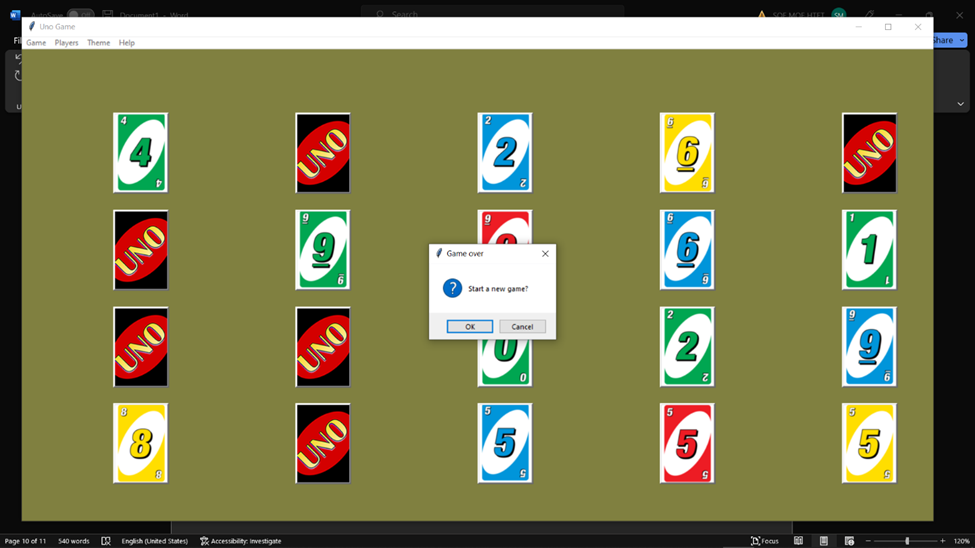 AutoSave Off Document1 - Word Search SOE MOE HTET SM
Uno Game
Game Players Theme Help
Share
4 4 4
UNO
2 2 2
6 6 6
UNO
UNO
9 9 9
9
6 6 6
1 1 1
Game over
Start a new game?
OK Cancel
UNO
UNO
0 0
2 2 2
9 9 9
8 8 8
UNO
5 5 5
5 5 5
5 5 5
Page 10 of 11 540 words English (United States) Accessibility: Investigate Focus 120%